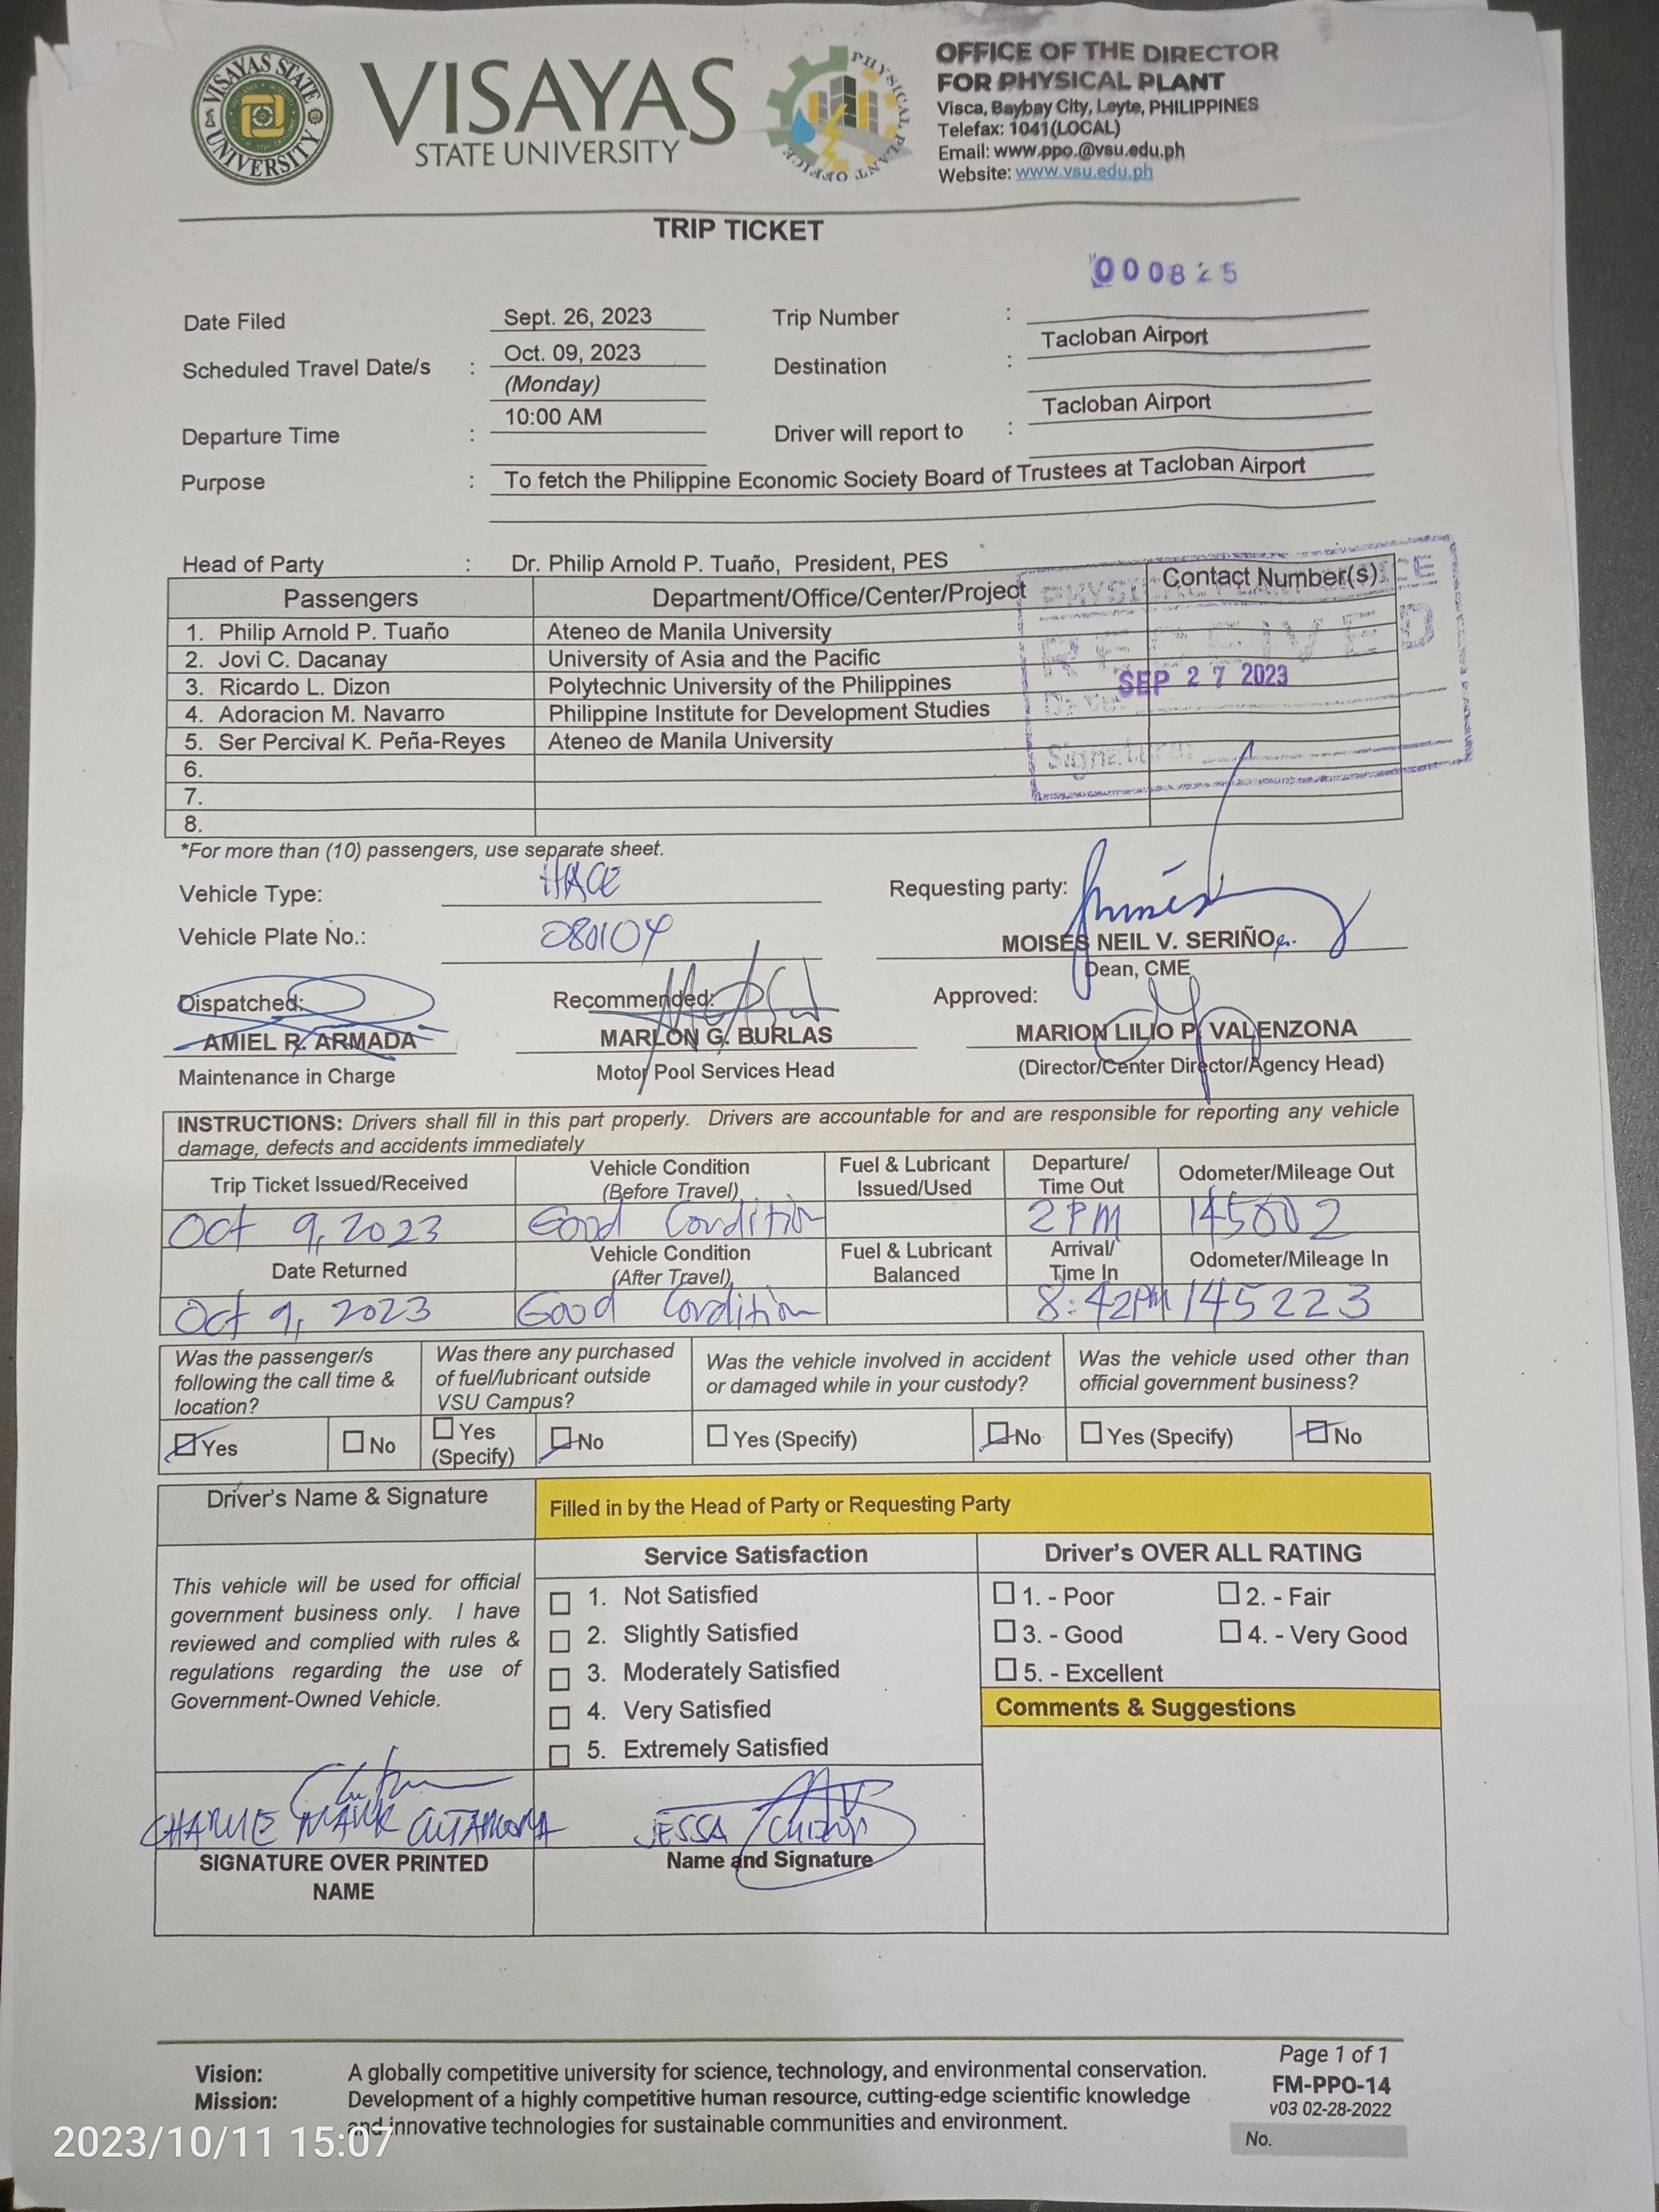 VISAYAS STATE UNIVERSITY
VISAYAS
STATE UNIVERSITY
PHYSICAL PLANT OFFICE
OFFICE OF THE DIRECTOR
FOR PHYSICAL PLANT
Visca, Baybay City, Leyte, PHILIPPINES
Telefax: 1041(LOCAL)
Email: www.ppo.@vsu.edu.ph
Website: www.vsu.edu.ph
TRIP TICKET
000825
Date Filed Sept. 26, 2023 Trip Number :
Scheduled Travel Date/s : Oct. 09, 2023 (Monday) Destination : Tacloban Airport
Departure Time : 10:00 AM Driver will report to : Tacloban Airport
Purpose : To fetch the Philippine Economic Society Board of Trustees at Tacloban Airport
Head of Party : Dr. Philip Arnold P. Tuaño, President, PES
Passengers Department/Office/Center/Project Contact Number(s)
1. Philip Arnold P. Tuaño Ateneo de Manila University
2. Jovi C. Dacanay University of Asia and the Pacific
3. Ricardo L. Dizon Polytechnic University of the Philippines
4. Adoracion M. Navarro Philippine Institute for Development Studies
5. Ser Percival K. Peña-Reyes Ateneo de Manila University
6.
7.
8.
PHYSICAL PLANT OFFICE
RECEIVED
SEP 27 2023
Signature:
*For more than (10) passengers, use separate sheet.
Vehicle Type: HACE Requesting party:
Vehicle Plate No.: 080104 MOISES NEIL V. SERIÑO
Dean, CME
Dispatched: Recommended: Approved:
AMIEL R. ARMADA MARLON G. BURLAS MARION LILIO P. VALENZONA
Maintenance in Charge Motor Pool Services Head (Director/Center Director/Agency Head)
INSTRUCTIONS: Drivers shall fill in this part properly. Drivers are accountable for and are responsible for reporting any vehicle
damage, defects and accidents immediately
Trip Ticket Issued/Received Vehicle Condition (Before Travel) Fuel & Lubricant Issued/Used Departure/ Time Out Odometer/Mileage Out
Oct 9, 2023 Good Condition 2PM 145002
Date Returned Vehicle Condition (After Travel) Fuel & Lubricant Balanced Arrival/ Time In Odometer/Mileage In
Oct 9, 2023 Good Condition 8:42PM 145223
Was the passenger/s following the call time & location? Was there any purchased of fuel/lubricant outside VSU Campus? Was the vehicle involved in accident or damaged while in your custody? Was the vehicle used other than official government business?
Yes No Yes (Specify) No Yes (Specify) No Yes (Specify) No
Driver's Name & Signature Filled in by the Head of Party or Requesting Party
Service Satisfaction Driver's OVER ALL RATING
This vehicle will be used for official
government business only. I have
reviewed and complied with rules &
regulations regarding the use of
Government-Owned Vehicle.
1. Not Satisfied
2. Slightly Satisfied
3. Moderately Satisfied
4. Very Satisfied
5. Extremely Satisfied
1. - Poor 2. - Fair
3. - Good 4. - Very Good
5. - Excellent
Comments & Suggestions
CHARLIE MARK JESSA
SIGNATURE OVER PRINTED NAME Name and Signature
Vision: A globally competitive university for science, technology, and environmental conservation.
Mission: Development of a highly competitive human resource, cutting-edge scientific knowledge
and innovative technologies for sustainable communities and environment.
Page 1 of 1
FM-PPO-14
v03 02-28-2022
No.
2023/10/11 15:07